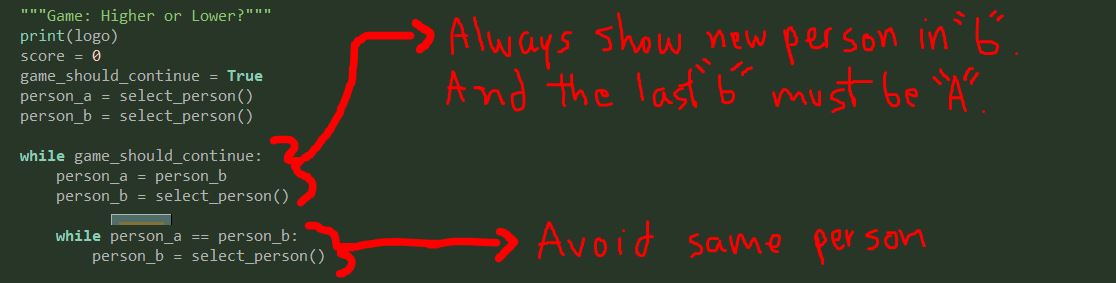 """Game: Higher or Lower?"""
print(logo)
score = 0
game_should_continue = True
person_a = select_person()
person_b = select_person()
while game_should_continue:
person_a = person_b
person_b = select_person()
while person_a == person_b:
person_b = select_person()
Always show new person in "b".
And the last "b" must be "A".
Avoid same person